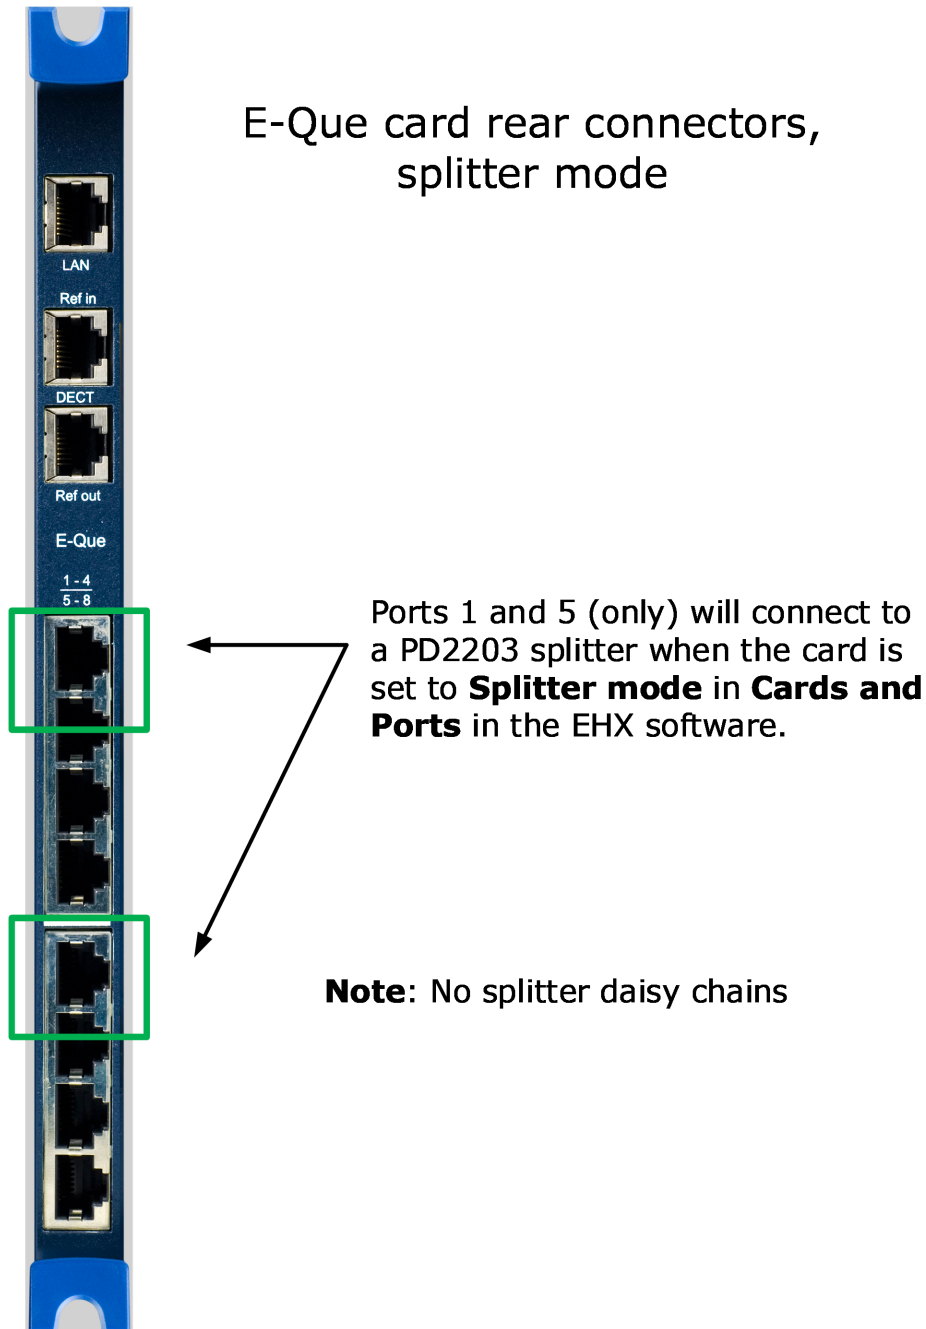 E-Que card rear connectors,
splitter mode
LAN
Ref in
DECT
Ref out
E-Que
1 - 4
5 - 8
Ports 1 and 5 (only) will connect to
a PD2203 splitter when the card is
set to Splitter mode in Cards and
Ports in the EHX software.
Note: No splitter daisy chains